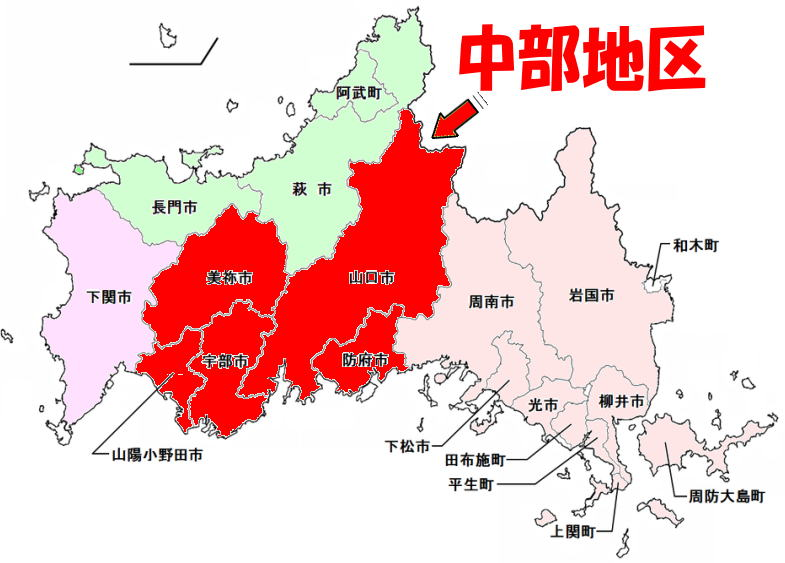 中部地区
阿武町
萩 市
長門市
和木町
美祢市
山口市
下関市
周南市
岩国市
宇部市
防府市
光市
柳井市
下松市
山陽小野田市
田布施町
平生町
周防大島町
上関町